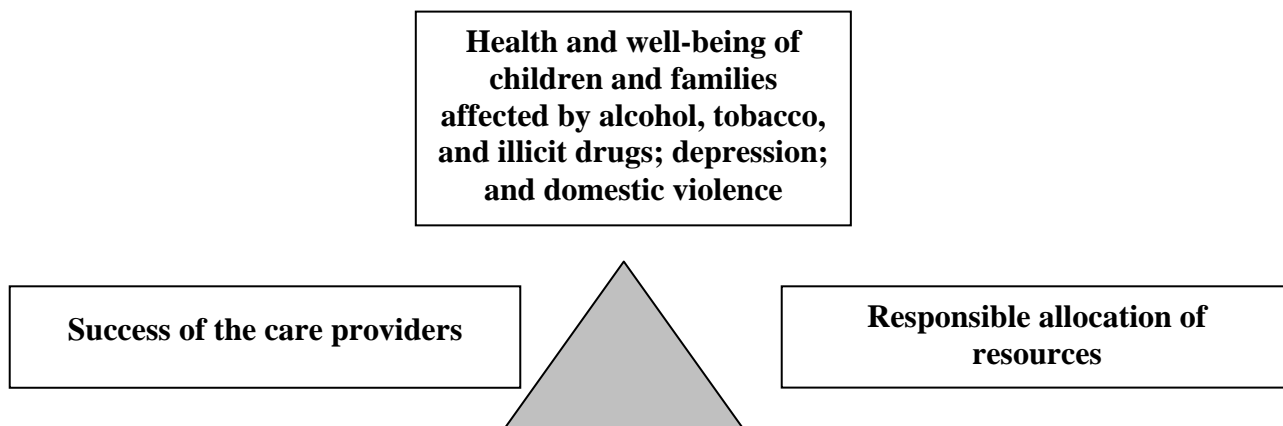 Health and well-being of
children and families
affected by alcohol, tobacco,
and illicit drugs; depression;
and domestic violence
Success of the care providers
Responsible allocation of
resources